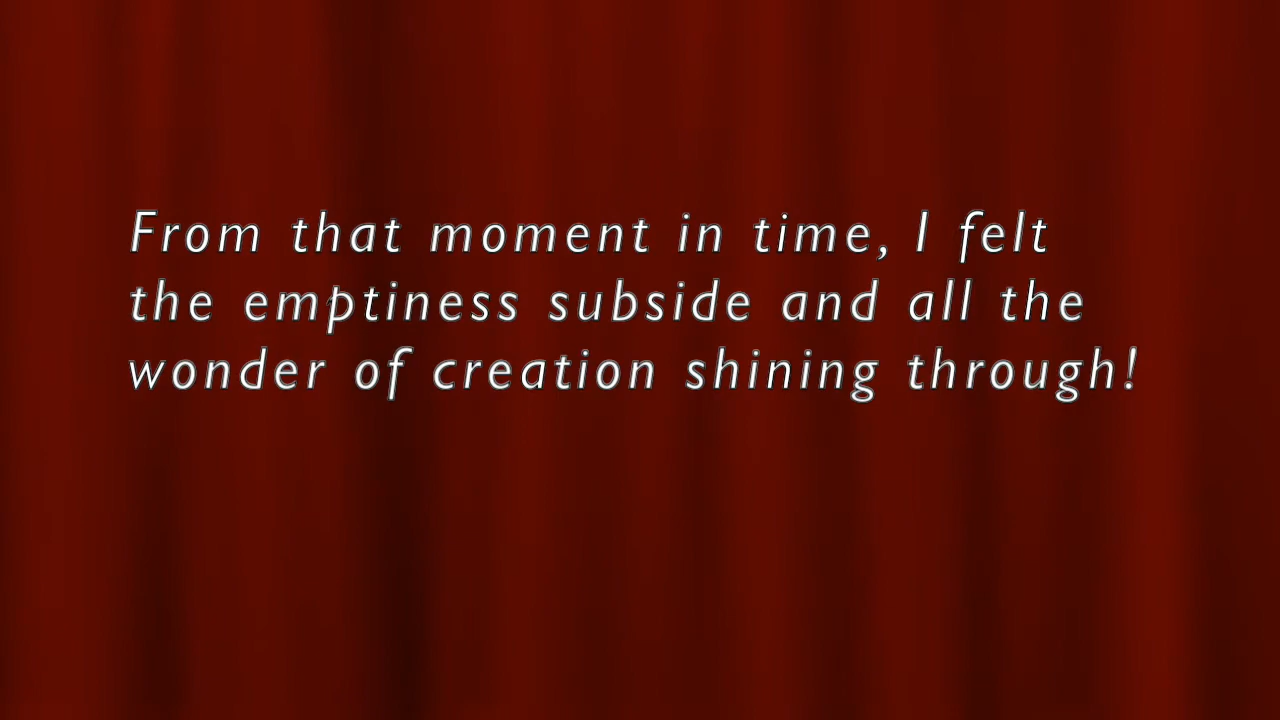 From that moment in time, I felt
the emptiness subside and all the
wonder of creation shining through!